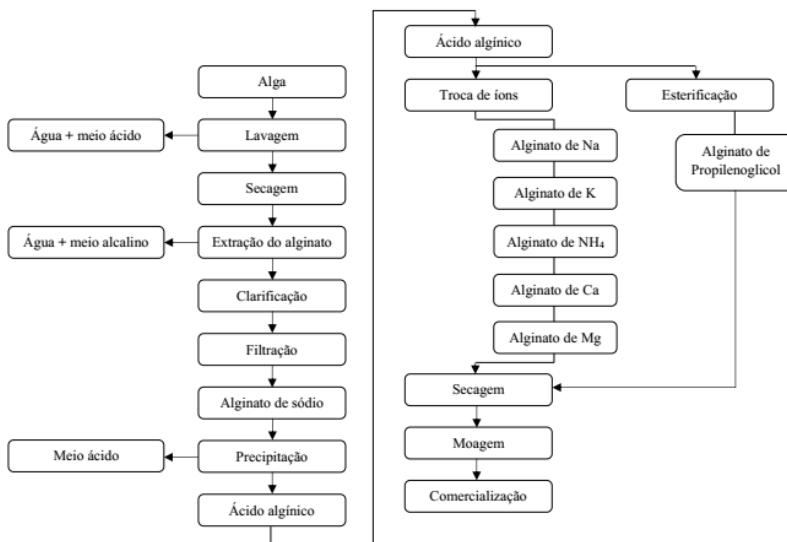 Alga
Água + meio ácido
Lavagem
Secagem
Água + meio alcalino
Extração do alginato
Clarificação
Filtração
Alginato de sódio
Meio ácido
Precipitação
Ácido algínico
Ácido algínico
Troca de íons
Esterificação
Alginato de Na
Alginato de
Propilenoglicol
Alginato de K
Alginato de NH₄
Alginato de Ca
Alginato de Mg
Secagem
Moagem
Comercialização